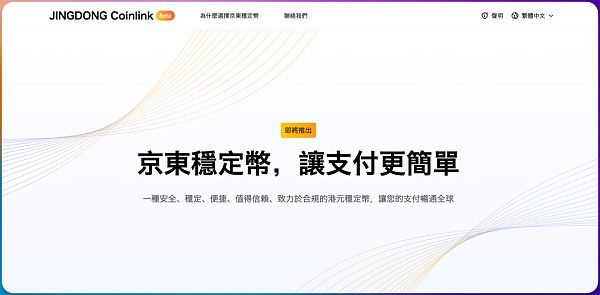 JINGDONG Coinlink Beta 為什麼選擇京東穩定幣 聯絡我們 聲明 繁體中文
即將推出
京東穩定幣，讓支付更簡單
一種安全、穩定、便捷、值得信賴、致力於合規的港元穩定幣，讓您的支付暢通全球